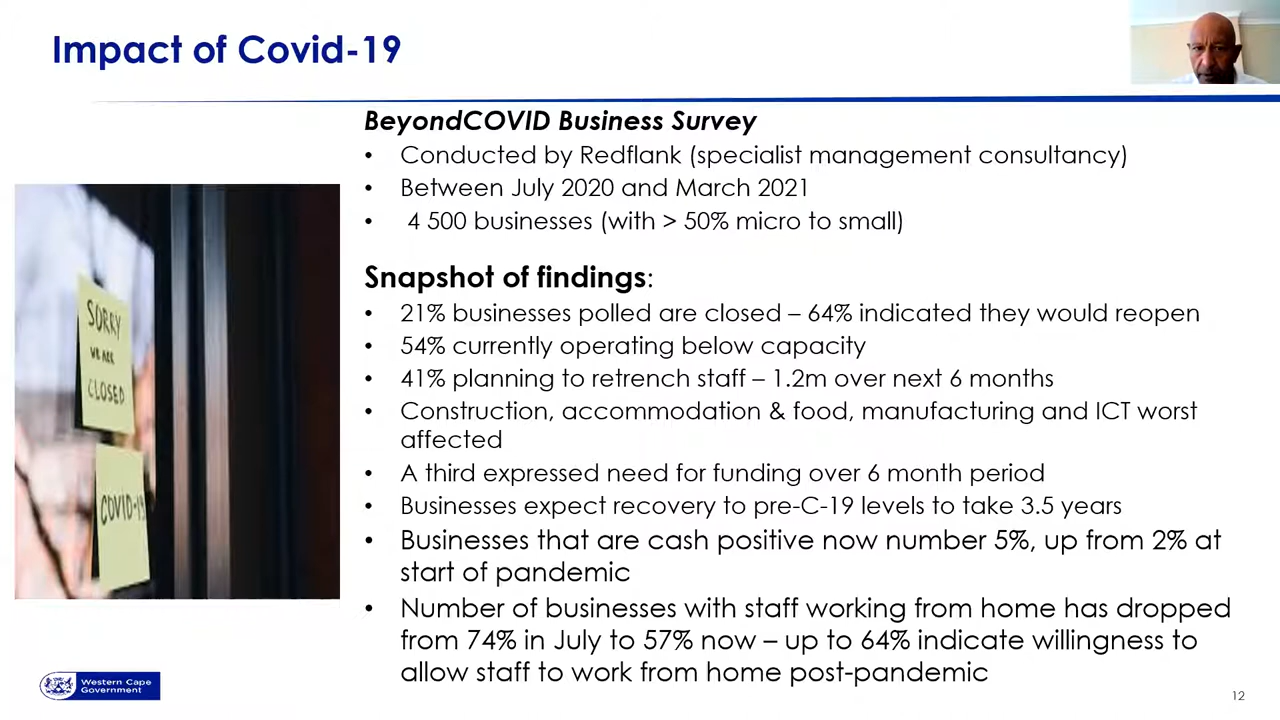 Impact of Covid-19
BeyondCOVID Business Survey
• Conducted by Redflank (specialist management consultancy)
• Between July 2020 and March 2021
• 4 500 businesses (with > 50% micro to small)
Snapshot of findings:
• 21% businesses polled are closed – 64% indicated they would reopen
• 54% currently operating below capacity
• 41% planning to retrench staff – 1.2m over next 6 months
• Construction, accommodation & food, manufacturing and ICT worst
affected
• A third expressed need for funding over 6 month period
• Businesses expect recovery to pre-C-19 levels to take 3.5 years
• Businesses that are cash positive now number 5%, up from 2% at
start of pandemic
• Number of businesses with staff working from home has dropped
from 74% in July to 57% now – up to 64% indicate willingness to
allow staff to work from home post-pandemic
SORRY
WE ARE
CLOSED
COVID-19
Western Cape
Government
12